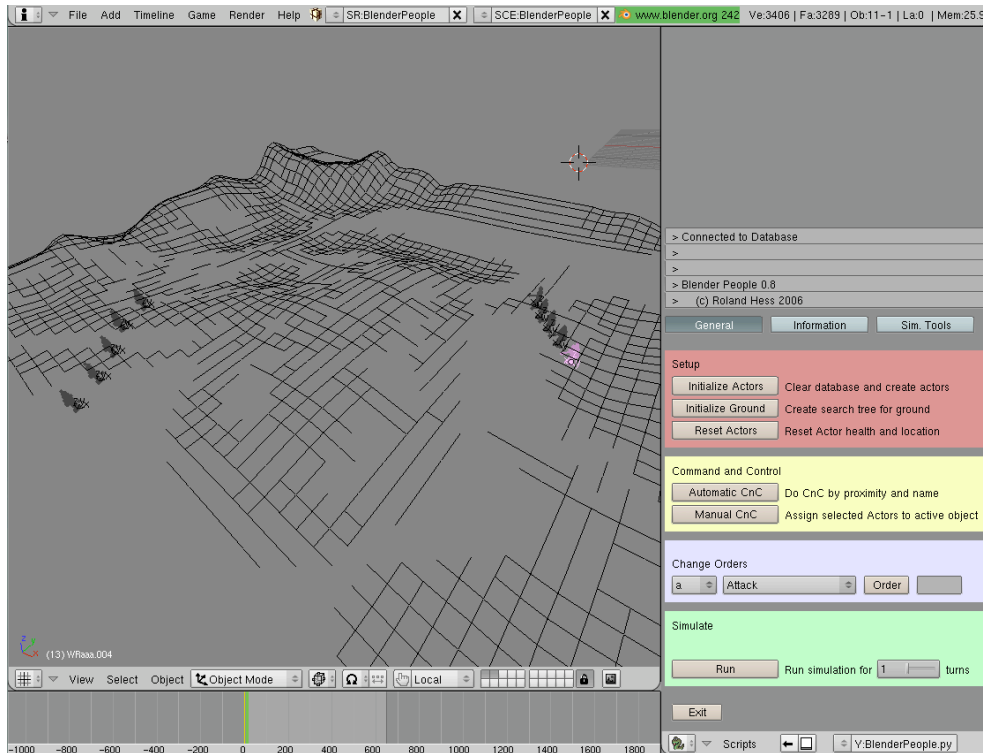 File Add Timeline Game Render Help SR:BlenderPeople X SCE:BlenderPeople X www.blender.org 242 Ve:3406 | Fa:3289 | Ob:11-1 | La:0 | Mem:25.9
> Connected to Database
>
>
> Blender People 0.8
> (c) Roland Hess 2006
General Information Sim. Tools
Setup
Initialize Actors Clear database and create actors
Initialize Ground Create search tree for ground
Reset Actors Reset Actor health and location
Command and Control
Automatic CnC Do CnC by proximity and name
Manual CnC Assign selected Actors to active object
Change Orders
a Attack Order
Simulate
Run Run simulation for 1 turns
Exit
z x
(13) WRaaa.004
View Select Object Object Mode Local
-1000 -800 -600 -400 -200 0 200 400 600 800 1000 1200 1400 1600 1800
Scripts Y:BlenderPeople.py